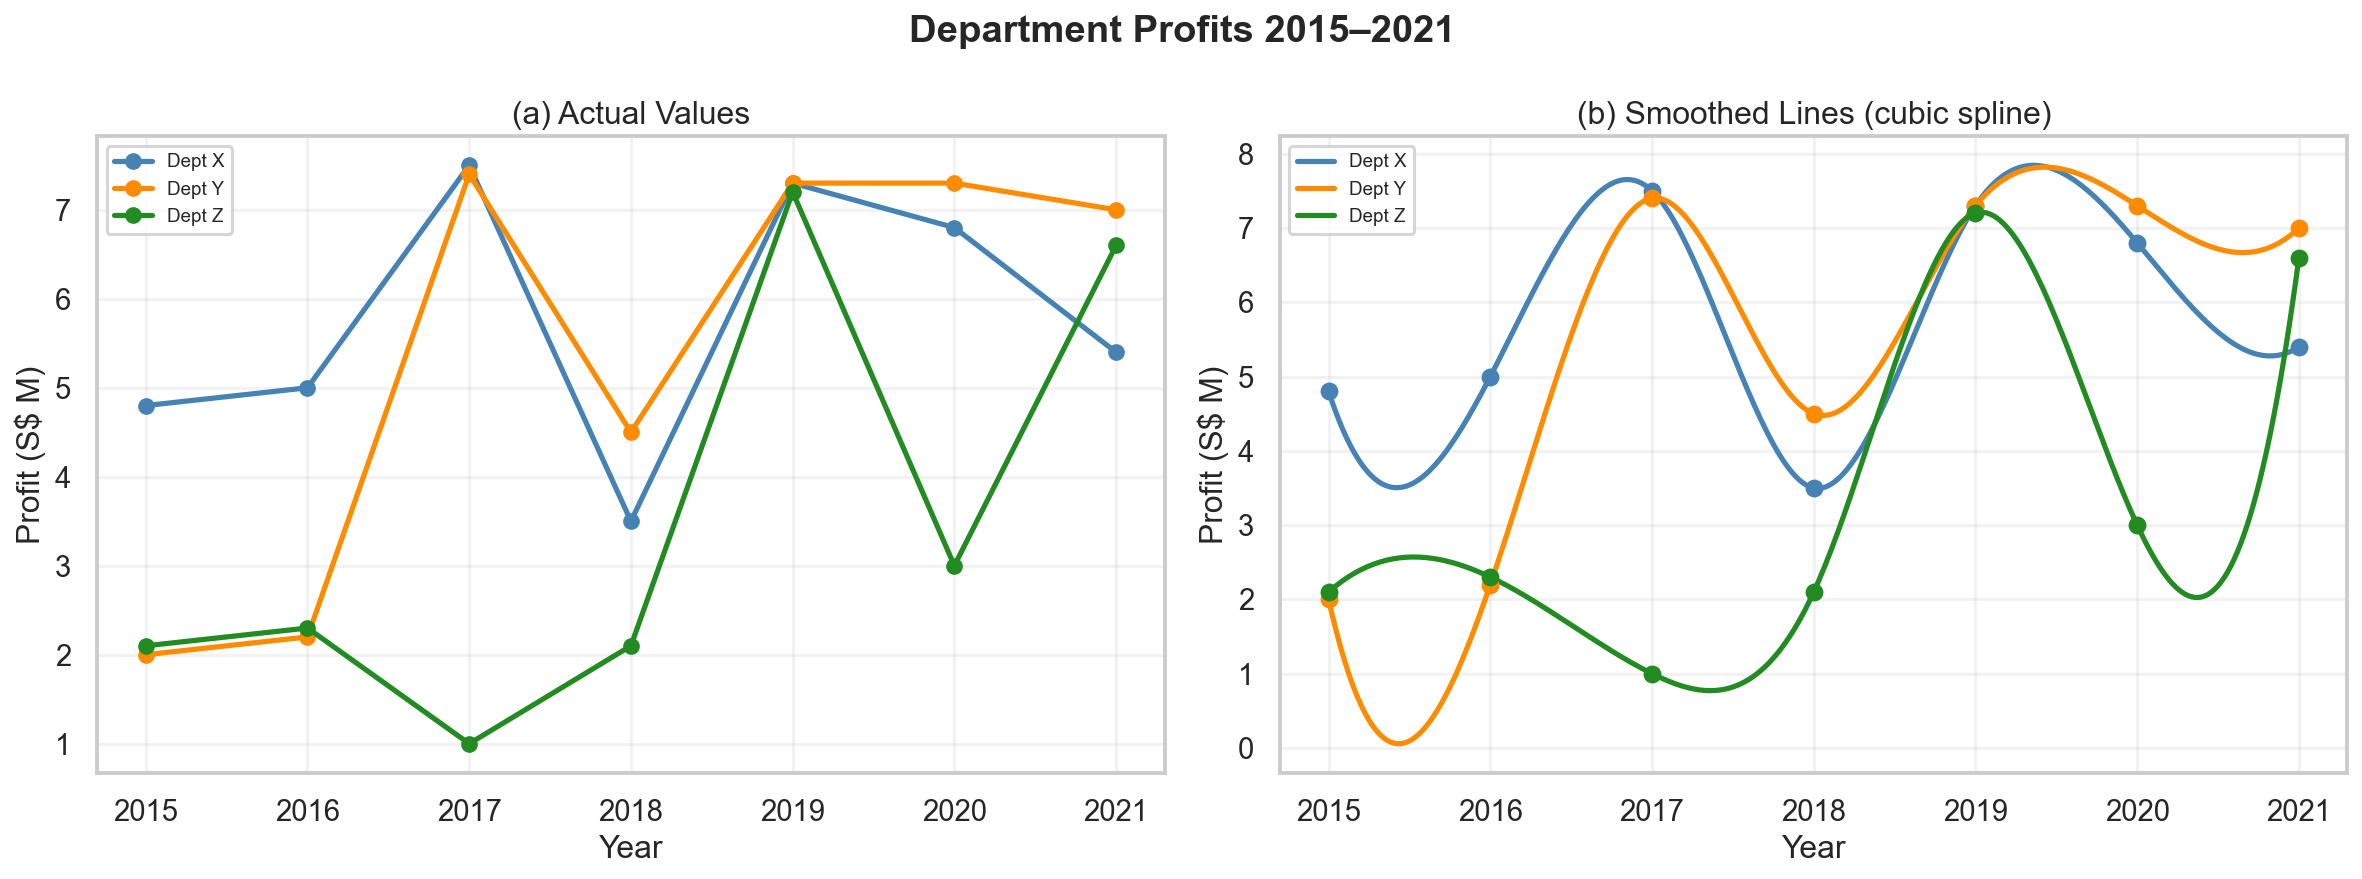 Department Profits 2015–2021
(a) Actual Values
Dept X
Dept Y
Dept Z
Profit (S$ M)
7
6
5
4
3
2
1
2015 2016 2017 2018 2019 2020 2021
Year
(b) Smoothed Lines (cubic spline)
Dept X
Dept Y
Dept Z
Profit (S$ M)
8
7
6
5
4
3
2
1
0
2015 2016 2017 2018 2019 2020 2021
Year